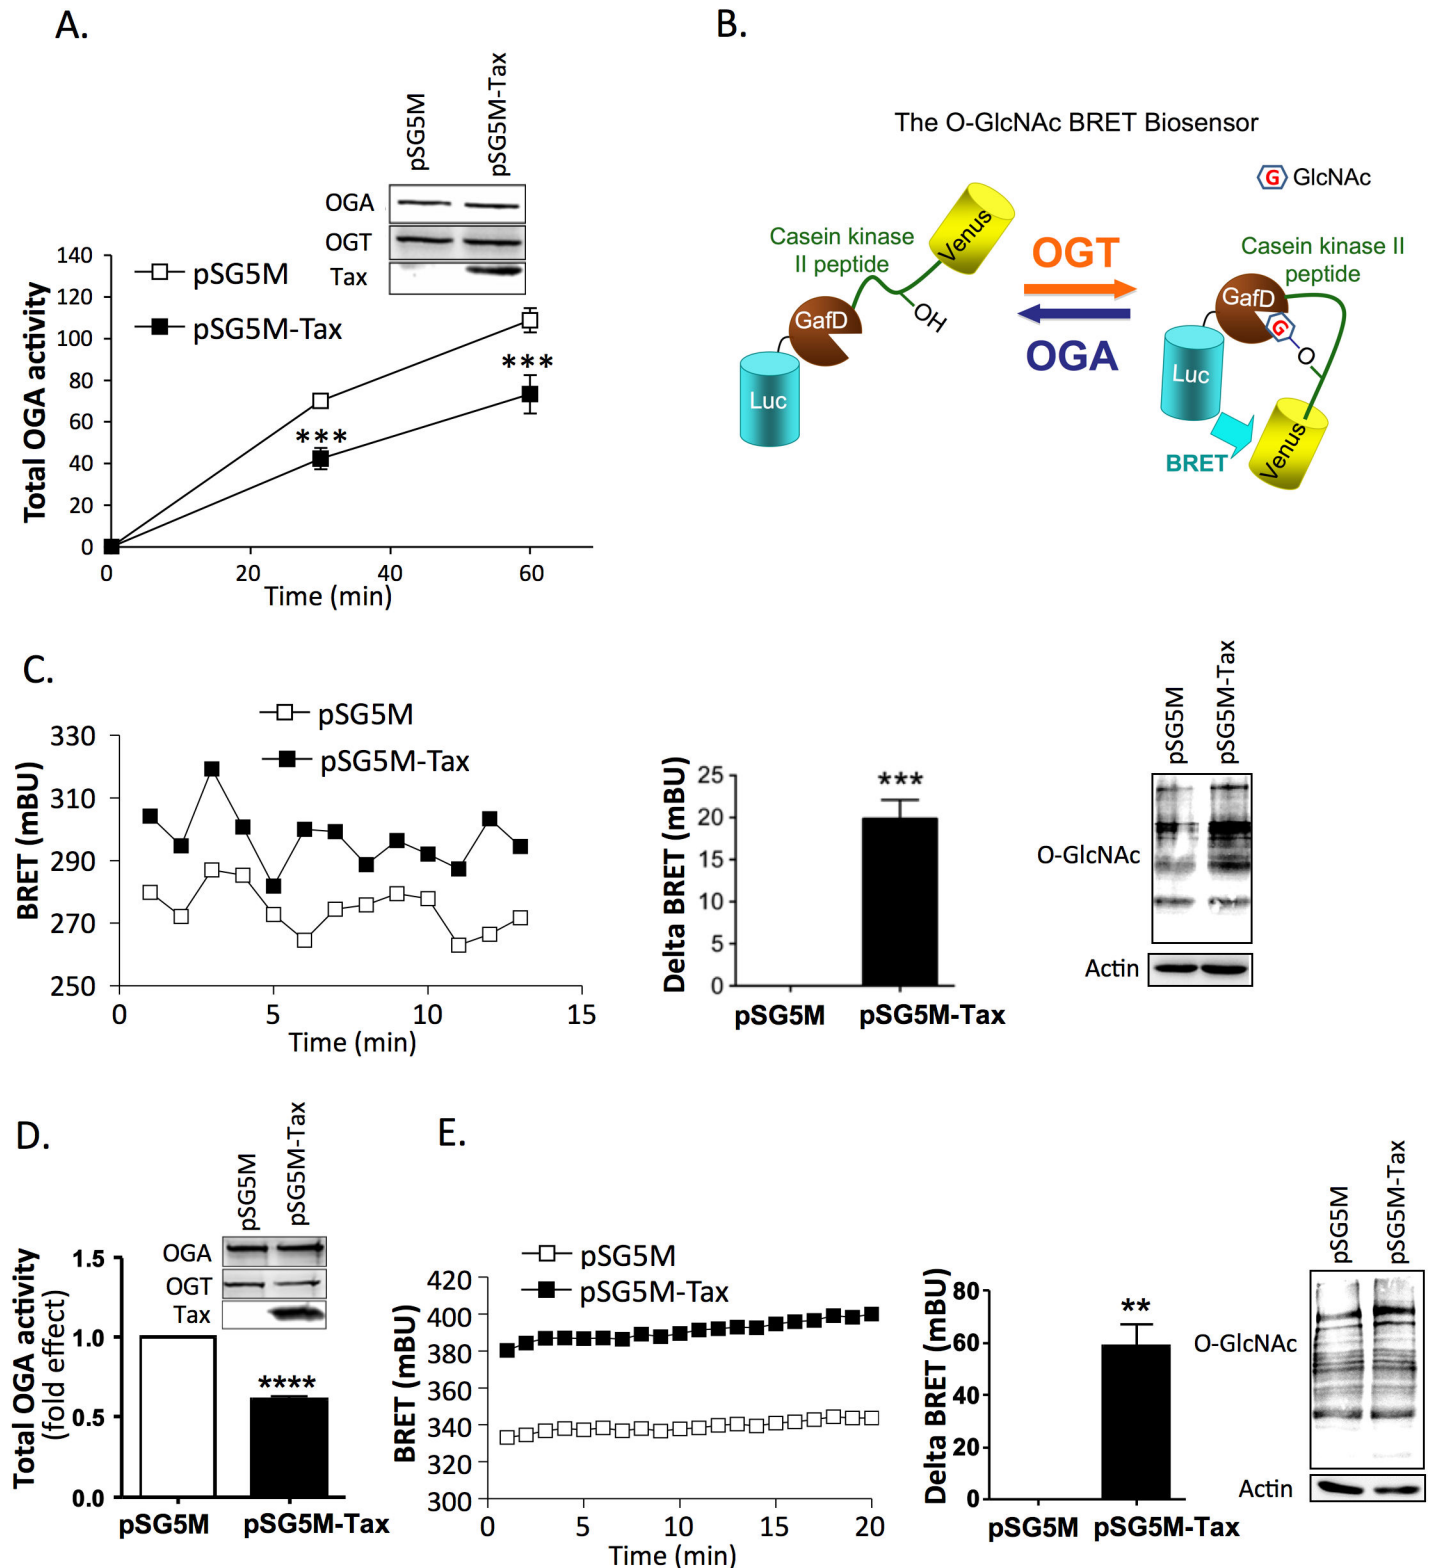 A.
pSG5M
pSG5M-Tax
OGA
OGT
Tax
pSG5M
pSG5M-Tax
Total OGA activity
140
120
100
80
60
40
20
0
***
***
0 20 40 60
Time (min)
B.
The O-GlcNAc BRET Biosensor
G GlcNAc
Casein kinase
II peptide
Venus
GafD
OH
Luc
OGT
OGA
Casein kinase II
peptide
GafD
G
O
Luc
BRET
Venus
C.
pSG5M
pSG5M-Tax
BRET (mBU)
330
310
290
270
250
0 5 10 15
Time (min)
Delta BRET (mBU)
25
20
15
10
5
0
***
pSG5M pSG5M-Tax
pSG5M
pSG5M-Tax
O-GlcNAc
Actin
D.
pSG5M
pSG5M-Tax
OGA
OGT
Tax
Total OGA activity
(fold effect)
1.5
1.0
0.5
0.0
****
pSG5M pSG5M-Tax
E.
pSG5M
pSG5M-Tax
BRET (mBU)
420
400
380
360
340
320
300
0 5 10 15 20
Time (min)
Delta BRET (mBU)
80
60
40
20
0
**
pSG5M pSG5M-Tax
pSG5M
pSG5M-Tax
O-GlcNAc
Actin